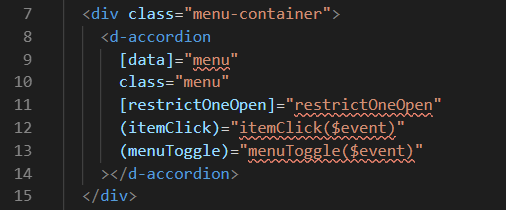 7 <div class="menu-container">
8 <d-accordion
9 [data]="menu"
10 class="menu"
11 [restrictOneOpen]="restrictOneOpen"
12 (itemClick)="itemClick($event)"
13 (menuToggle)="menuToggle($event)"
14 ></d-accordion>
15 </div>